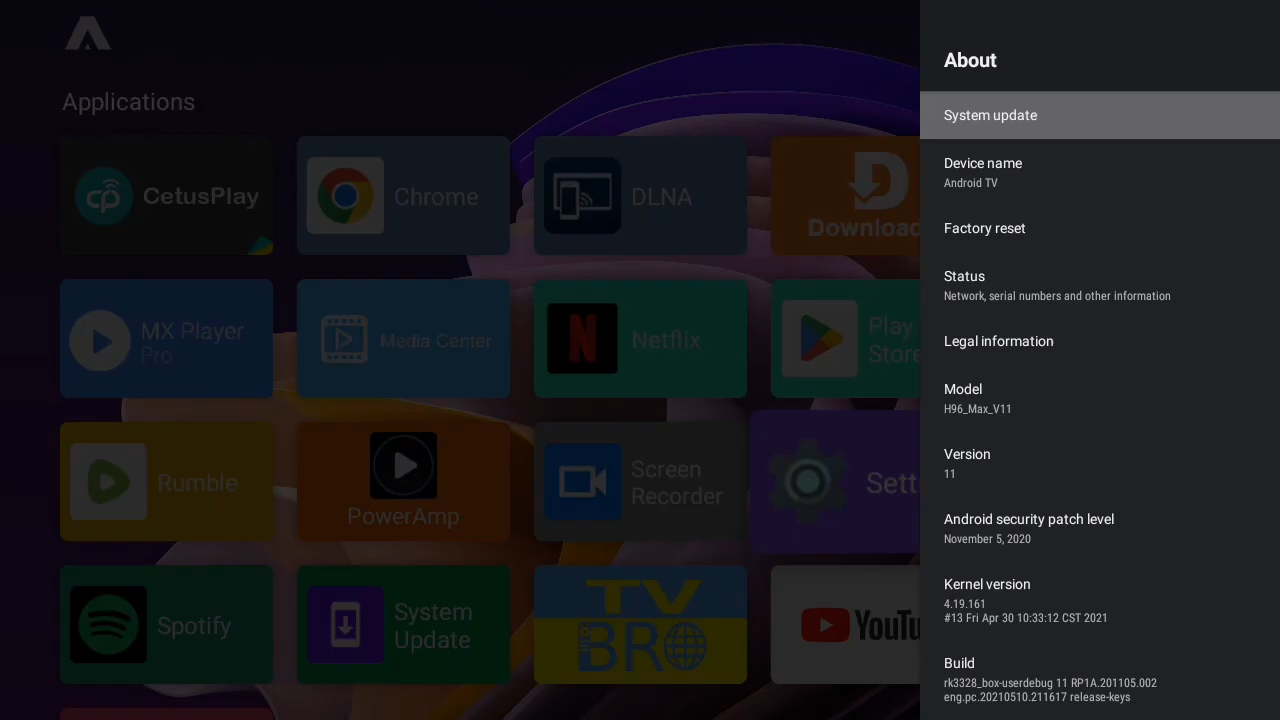 Applications
CetusPlay
Chrome
DLNA
Download
MX Player
Pro
Media Center
Netflix
Play
Store
Rumble
PowerAmp
Screen
Recorder
Sett
Spotify
System
Update
TV
BRO
YouTu
About
System update
Device name
Android TV
Factory reset
Status
Network, serial numbers and other information
Legal information
Model
H96_Max_V11
Version
11
Android security patch level
November 5, 2020
Kernel version
4.19.161
#13 Fri Apr 30 10:33:12 CST 2021
Build
rk3328_box-userdebug 11 RP1A.201105.002
eng.pc.20210510.211617 release-keys